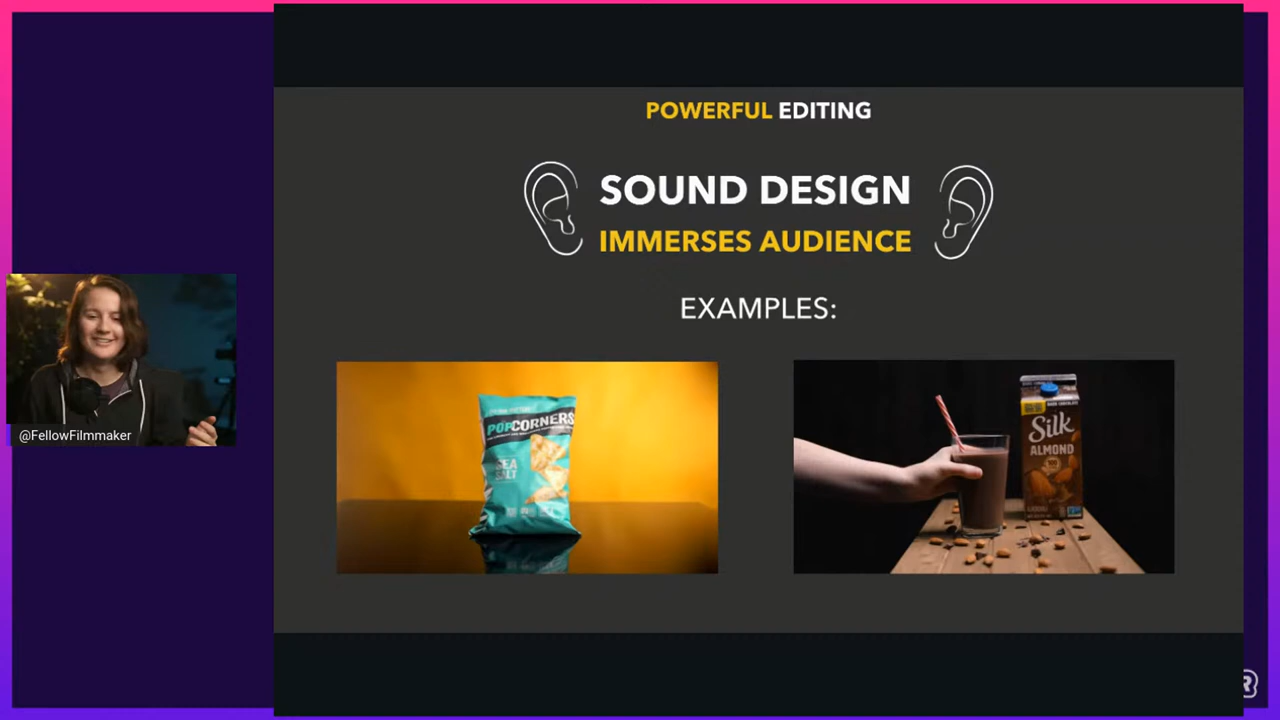 POWERFUL EDITING
SOUND DESIGN
IMMERSES AUDIENCE
EXAMPLES:
POPCORNERS
SEA
SALT
Silk
ALMOND
@FellowFilmmaker
R